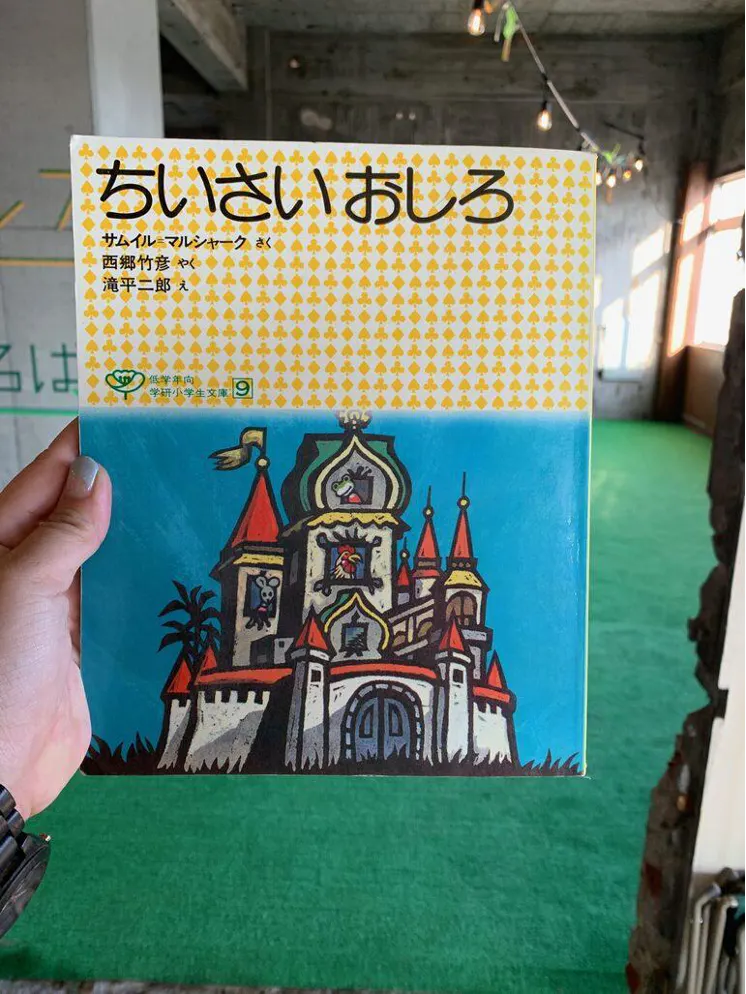 ちいさい おしろ
サムイル=マルシャーク さく
西郷竹彦 やく
滝平二郎 え
低学年向
学研小学生文庫 9
るは